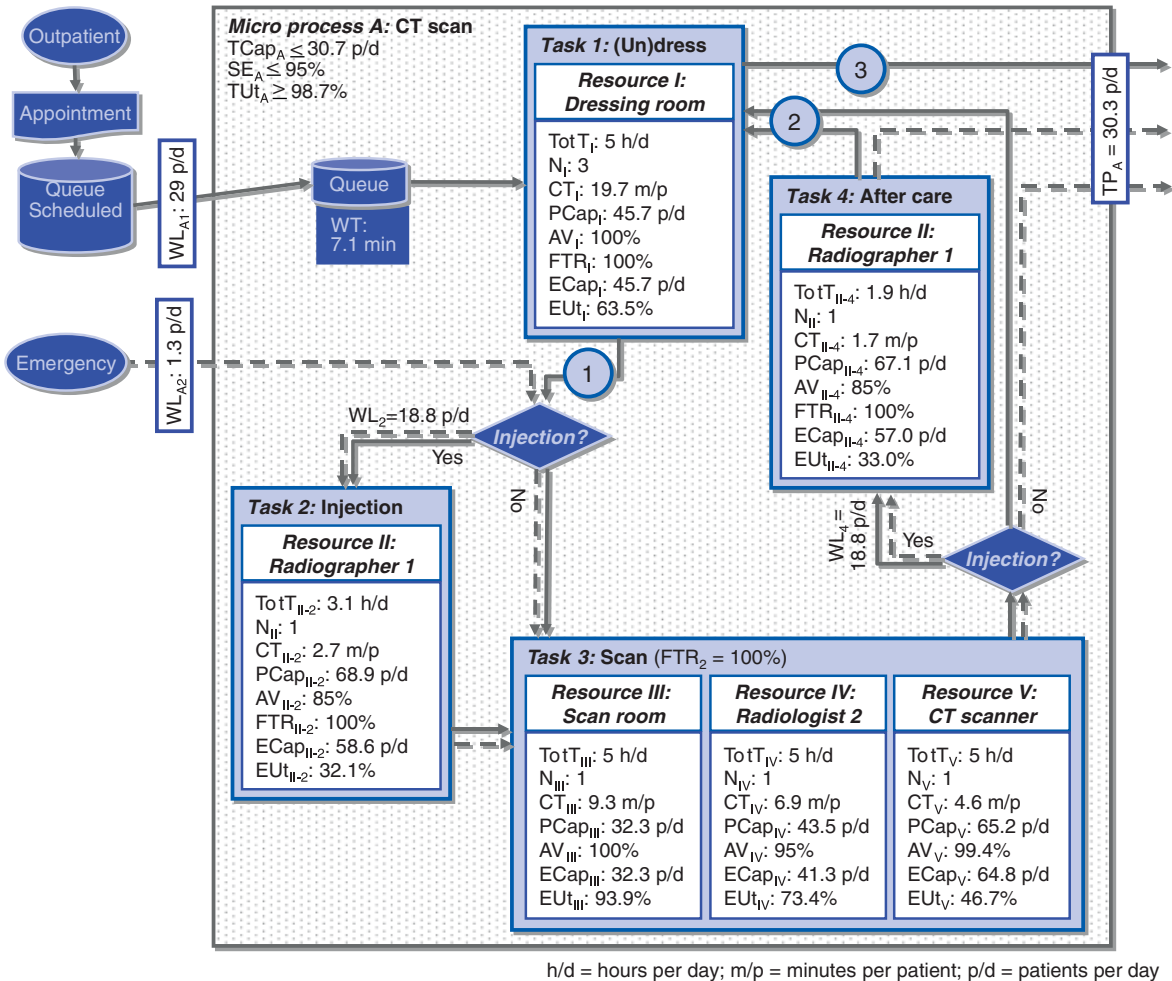 Outpatient
Appointment
Queue
Scheduled
WL_A1: 29 p/d
Emergency
WL_A2: 1.3 p/d
Micro process A: CT scan
TCap_A ≤ 30.7 p/d
SE_A ≤ 95%
TUt_A ≥ 98.7%
Queue
WT:
7.1 min
Task 1: (Un)dress
Resource I:
Dressing room
TotT_I: 5 h/d
N_I: 3
CT_I: 19.7 m/p
PCap_I: 45.7 p/d
AV_I: 100%
FTR_I: 100%
ECap_I: 45.7 p/d
EUt_I: 63.5%
3
2
1
TP_A = 30.3 p/d
Task 4: After care
Resource II:
Radiographer 1
TotT_II-4: 1.9 h/d
N_II: 1
CT_II-4: 1.7 m/p
PCap_II-4: 67.1 p/d
AV_II-4: 85%
FTR_II-4: 100%
ECap_II-4: 57.0 p/d
EUt_II-4: 33.0%
Injection?
WL_2=18.8 p/d
Yes
No
Task 2: Injection
Resource II:
Radiographer 1
TotT_II-2: 3.1 h/d
N_II: 1
CT_II-2: 2.7 m/p
PCap_II-2: 68.9 p/d
AV_II-2: 85%
FTR_II-2: 100%
ECap_II-2: 58.6 p/d
EUt_II-2: 32.1%
WL_4 =
18.8 p/d
Yes
No
Injection?
Task 3: Scan (FTR_2 = 100%)
Resource III:
Scan room
TotT_III: 5 h/d
N_III: 1
CT_III: 9.3 m/p
PCap_III: 32.3 p/d
AV_III: 100%
ECap_III: 32.3 p/d
EUt_III: 93.9%
Resource IV:
Radiologist 2
TotT_IV: 5 h/d
N_IV: 1
CT_IV: 6.9 m/p
PCap_IV: 43.5 p/d
AV_IV: 95%
ECap_IV: 41.3 p/d
EUt_IV: 73.4%
Resource V:
CT scanner
TotT_V: 5 h/d
N_V: 1
CT_V: 4.6 m/p
PCap_V: 65.2 p/d
AV_V: 99.4%
ECap_V: 64.8 p/d
EUt_V: 46.7%
h/d = hours per day; m/p = minutes per patient; p/d = patients per day